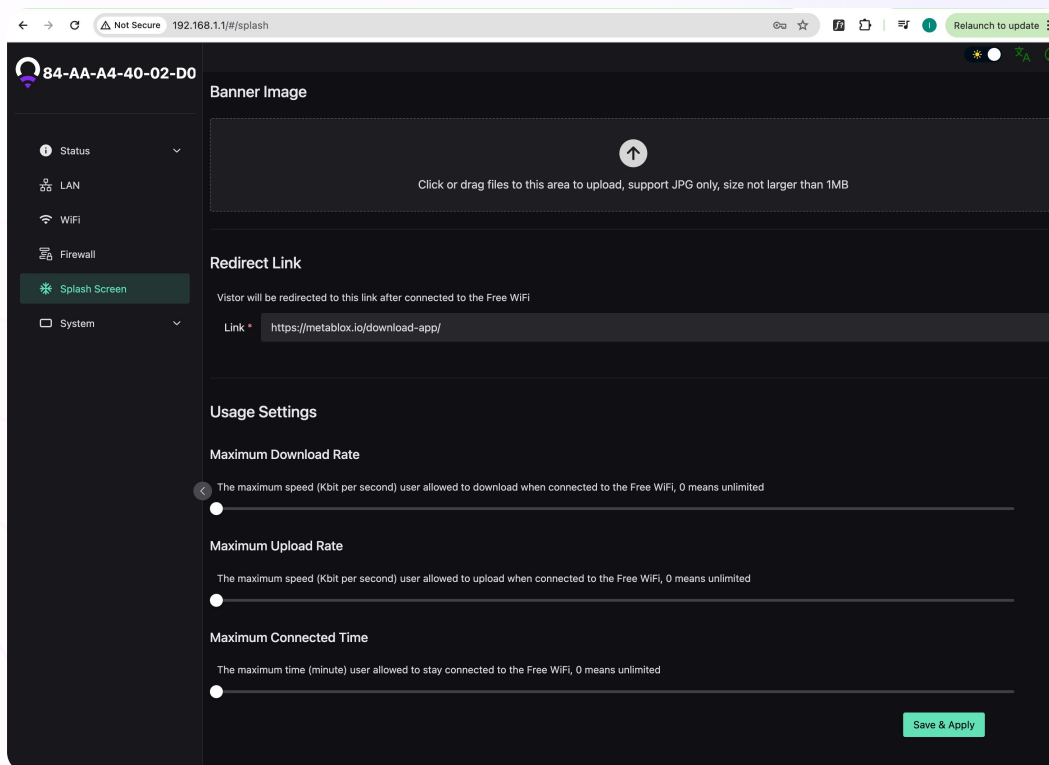 Not Secure 192.168.1.1/#/splash Relaunch to update
84-AA-A4-40-02-D0
Banner Image
Status
Click or drag files to this area to upload, support JPG only, size not larger than 1MB
LAN
WiFi
Firewall
Redirect Link
Splash Screen
Vistor will be redirected to this link after connected to the Free WiFi
System
Link * https://metablox.io/download-app/
Usage Settings
Maximum Download Rate
The maximum speed (Kbit per second) user allowed to download when connected to the Free WiFi, 0 means unlimited
Maximum Upload Rate
The maximum speed (Kbit per second) user allowed to upload when connected to the Free WiFi, 0 means unlimited
Maximum Connected Time
The maximum time (minute) user allowed to stay connected to the Free WiFi, 0 means unlimited
Save & Apply